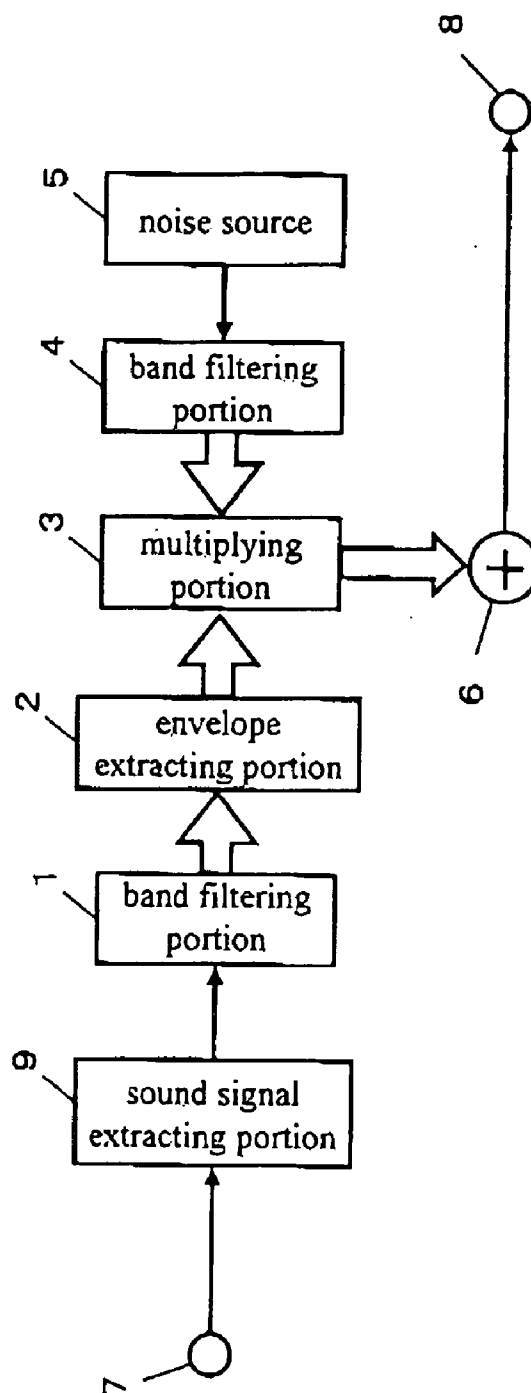 8
5
noise source
4
band filtering
portion
3
multiplying
portion
6
2
envelope
extracting portion
1
band filtering
portion
9
sound signal
extracting portion
7